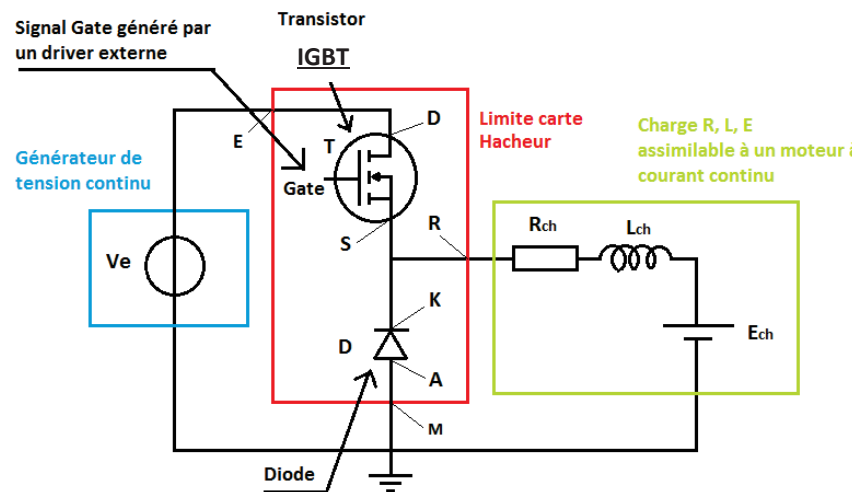 Transistor
IGBT
Signal Gate généré par
un driver externe
Limite carte
Hacheur
Charge R, L, E
assimilable à un moteur à
courant continu
Générateur de
tension continu
E
T
D
Gate
S
R
Rch
Lch
Ve
K
D
A
Ech
M
Diode